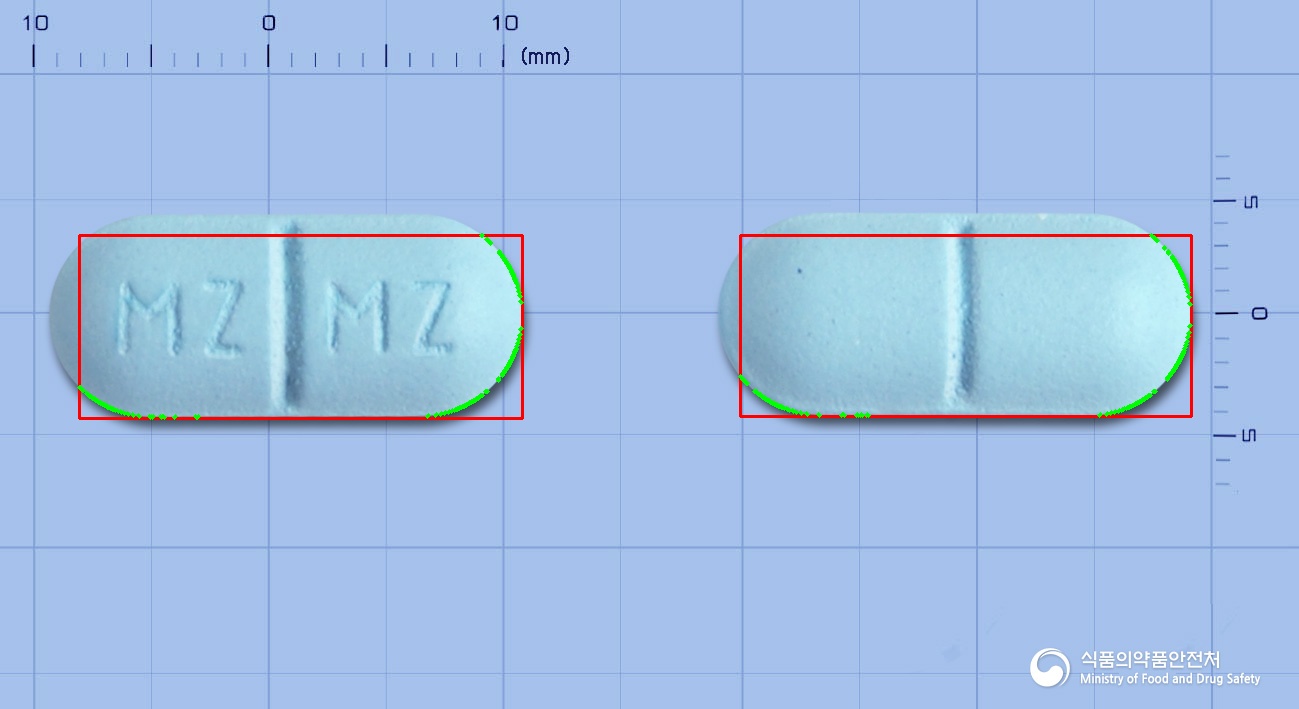 10 0 10
(mm)
MZ MZ
5
0
5
식품의약품안전처
Ministry of Food and Drug Safety